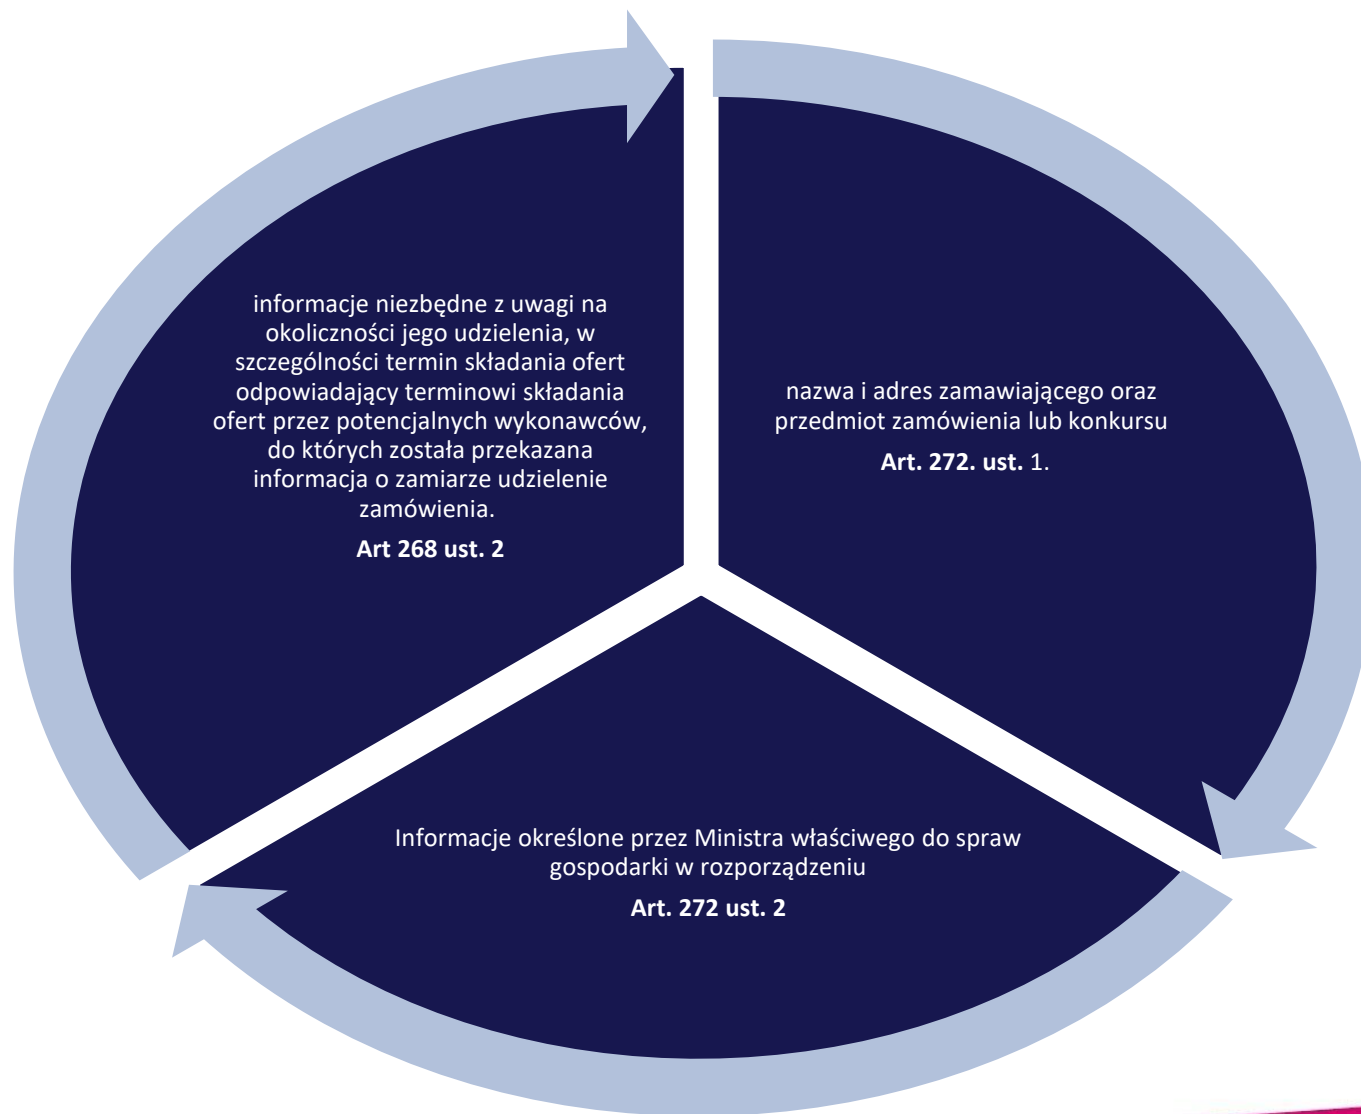 informacje niezbędne z uwagi na
okoliczności jego udzielenia, w
szczególności termin składania ofert
odpowiadający terminowi składania
ofert przez potencjalnych wykonawców,
do których została przekazana
informacja o zamiarze udzielenie
zamówienia.
Art 268 ust. 2
nazwa i adres zamawiającego oraz
przedmiot zamówienia lub konkursu
Art. 272. ust. 1.
Informacje określone przez Ministra właściwego do spraw
gospodarki w rozporządzeniu
Art. 272 ust. 2